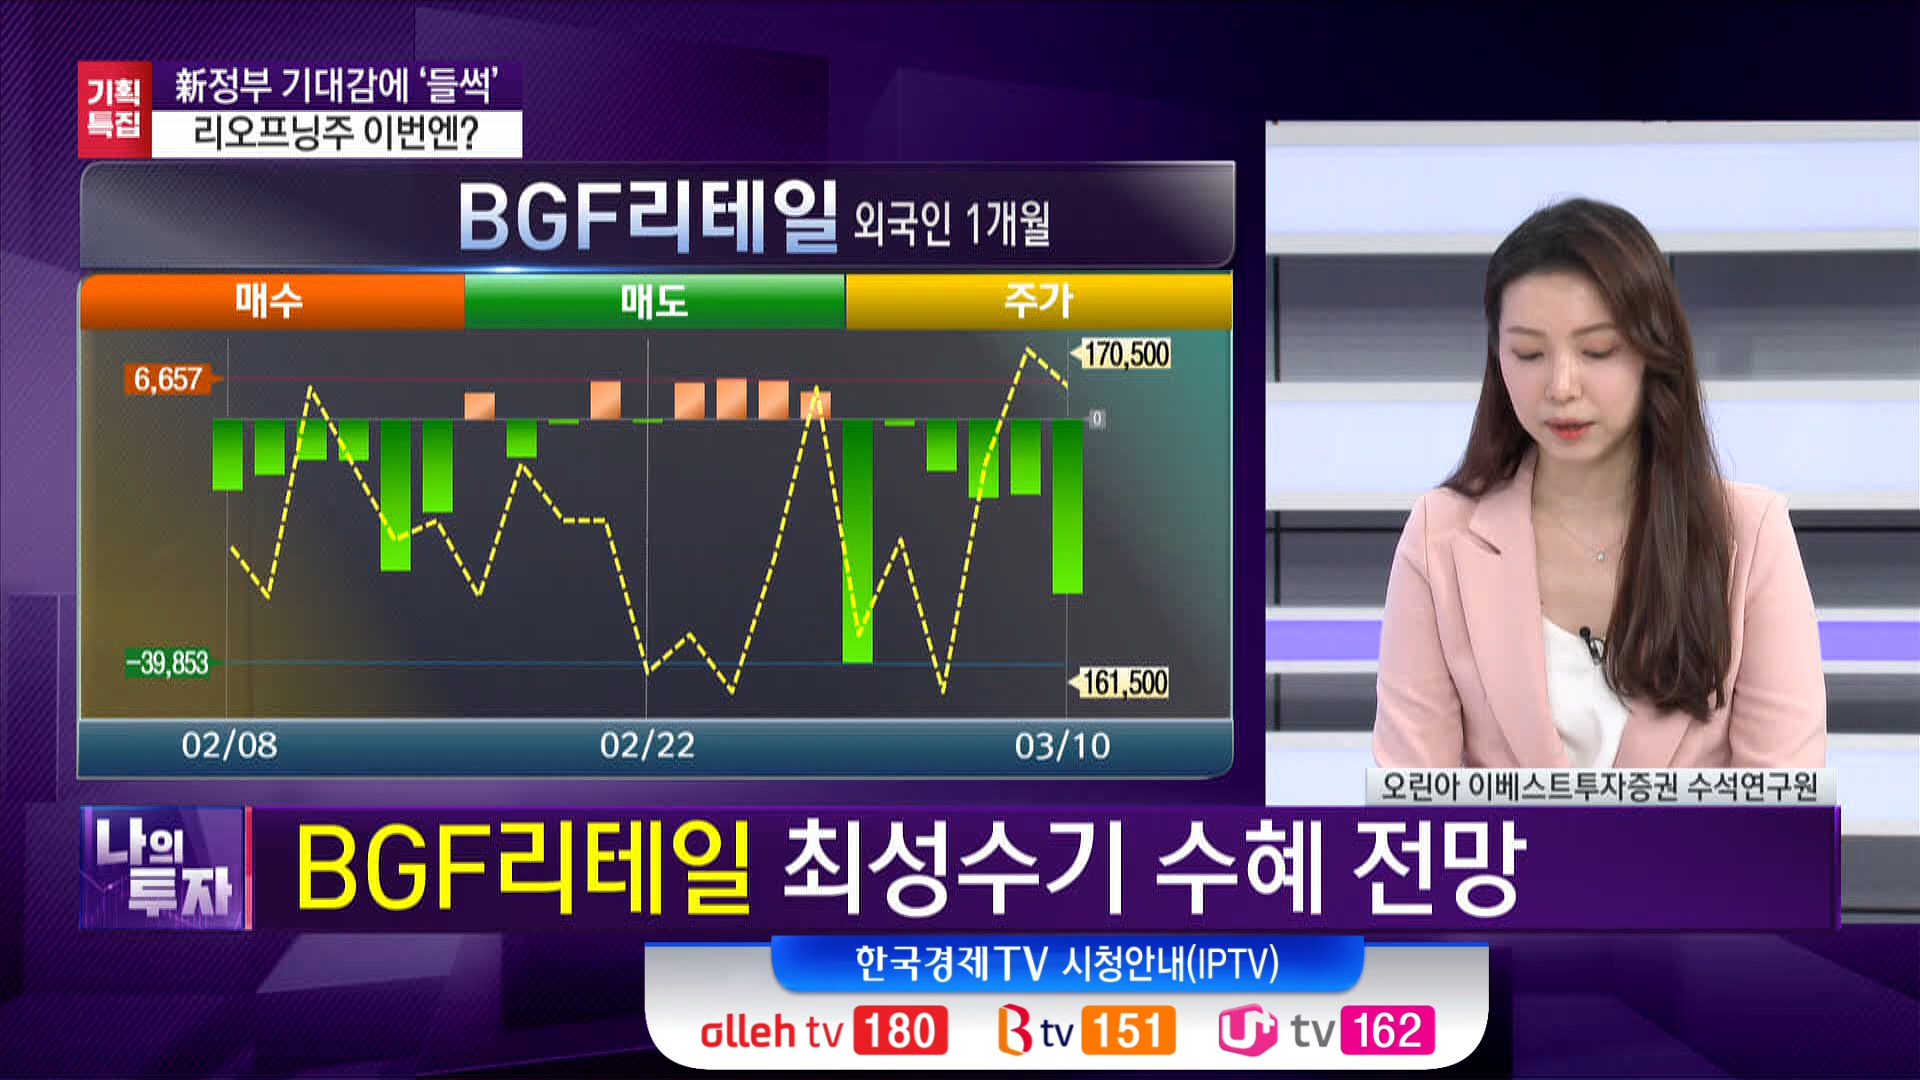 기획
특집
新정부 기대감에 ‘들썩’
리오프닝주 이번엔?
BGF리테일 외국인 1개월
매수 매도 주가
6,657
170,500
0
-39,853
161,500
02/08 02/22 03/10
오린아 이베스트투자증권 수석연구원
나의
투자
BGF리테일 최성수기 수혜 전망
한국경제TV 시청안내(IPTV)
olleh tv 180 B tv 151 U+ tv 162